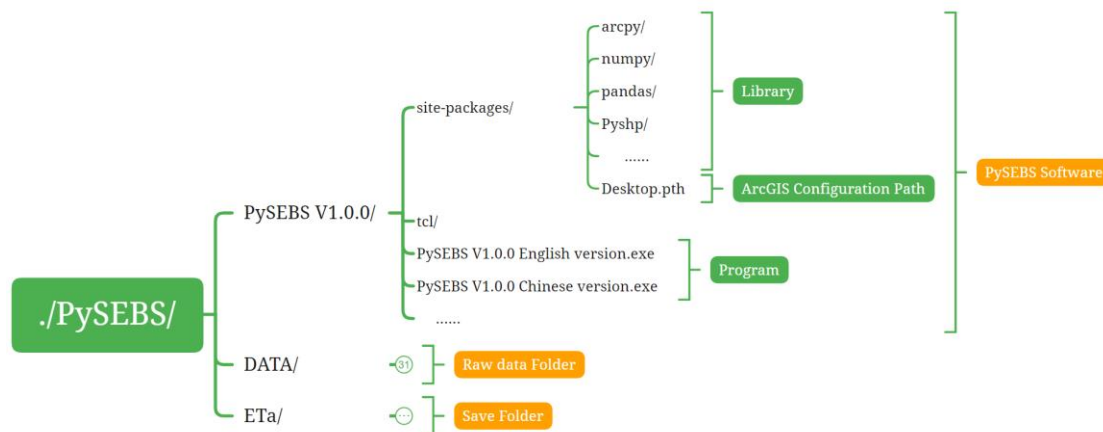 arcpy/
numpy/
pandas/
Library
site-packages/
Pyshp/
......
Desktop.pth
ArcGIS Configuration Path
PySEBS Software
PySEBS V1.0.0/
tcl/
PySEBS V1.0.0 English version.exe
Program
PySEBS V1.0.0 Chinese version.exe
......
./PySEBS/
DATA/
31
Raw data Folder
ETa/
...
Save Folder